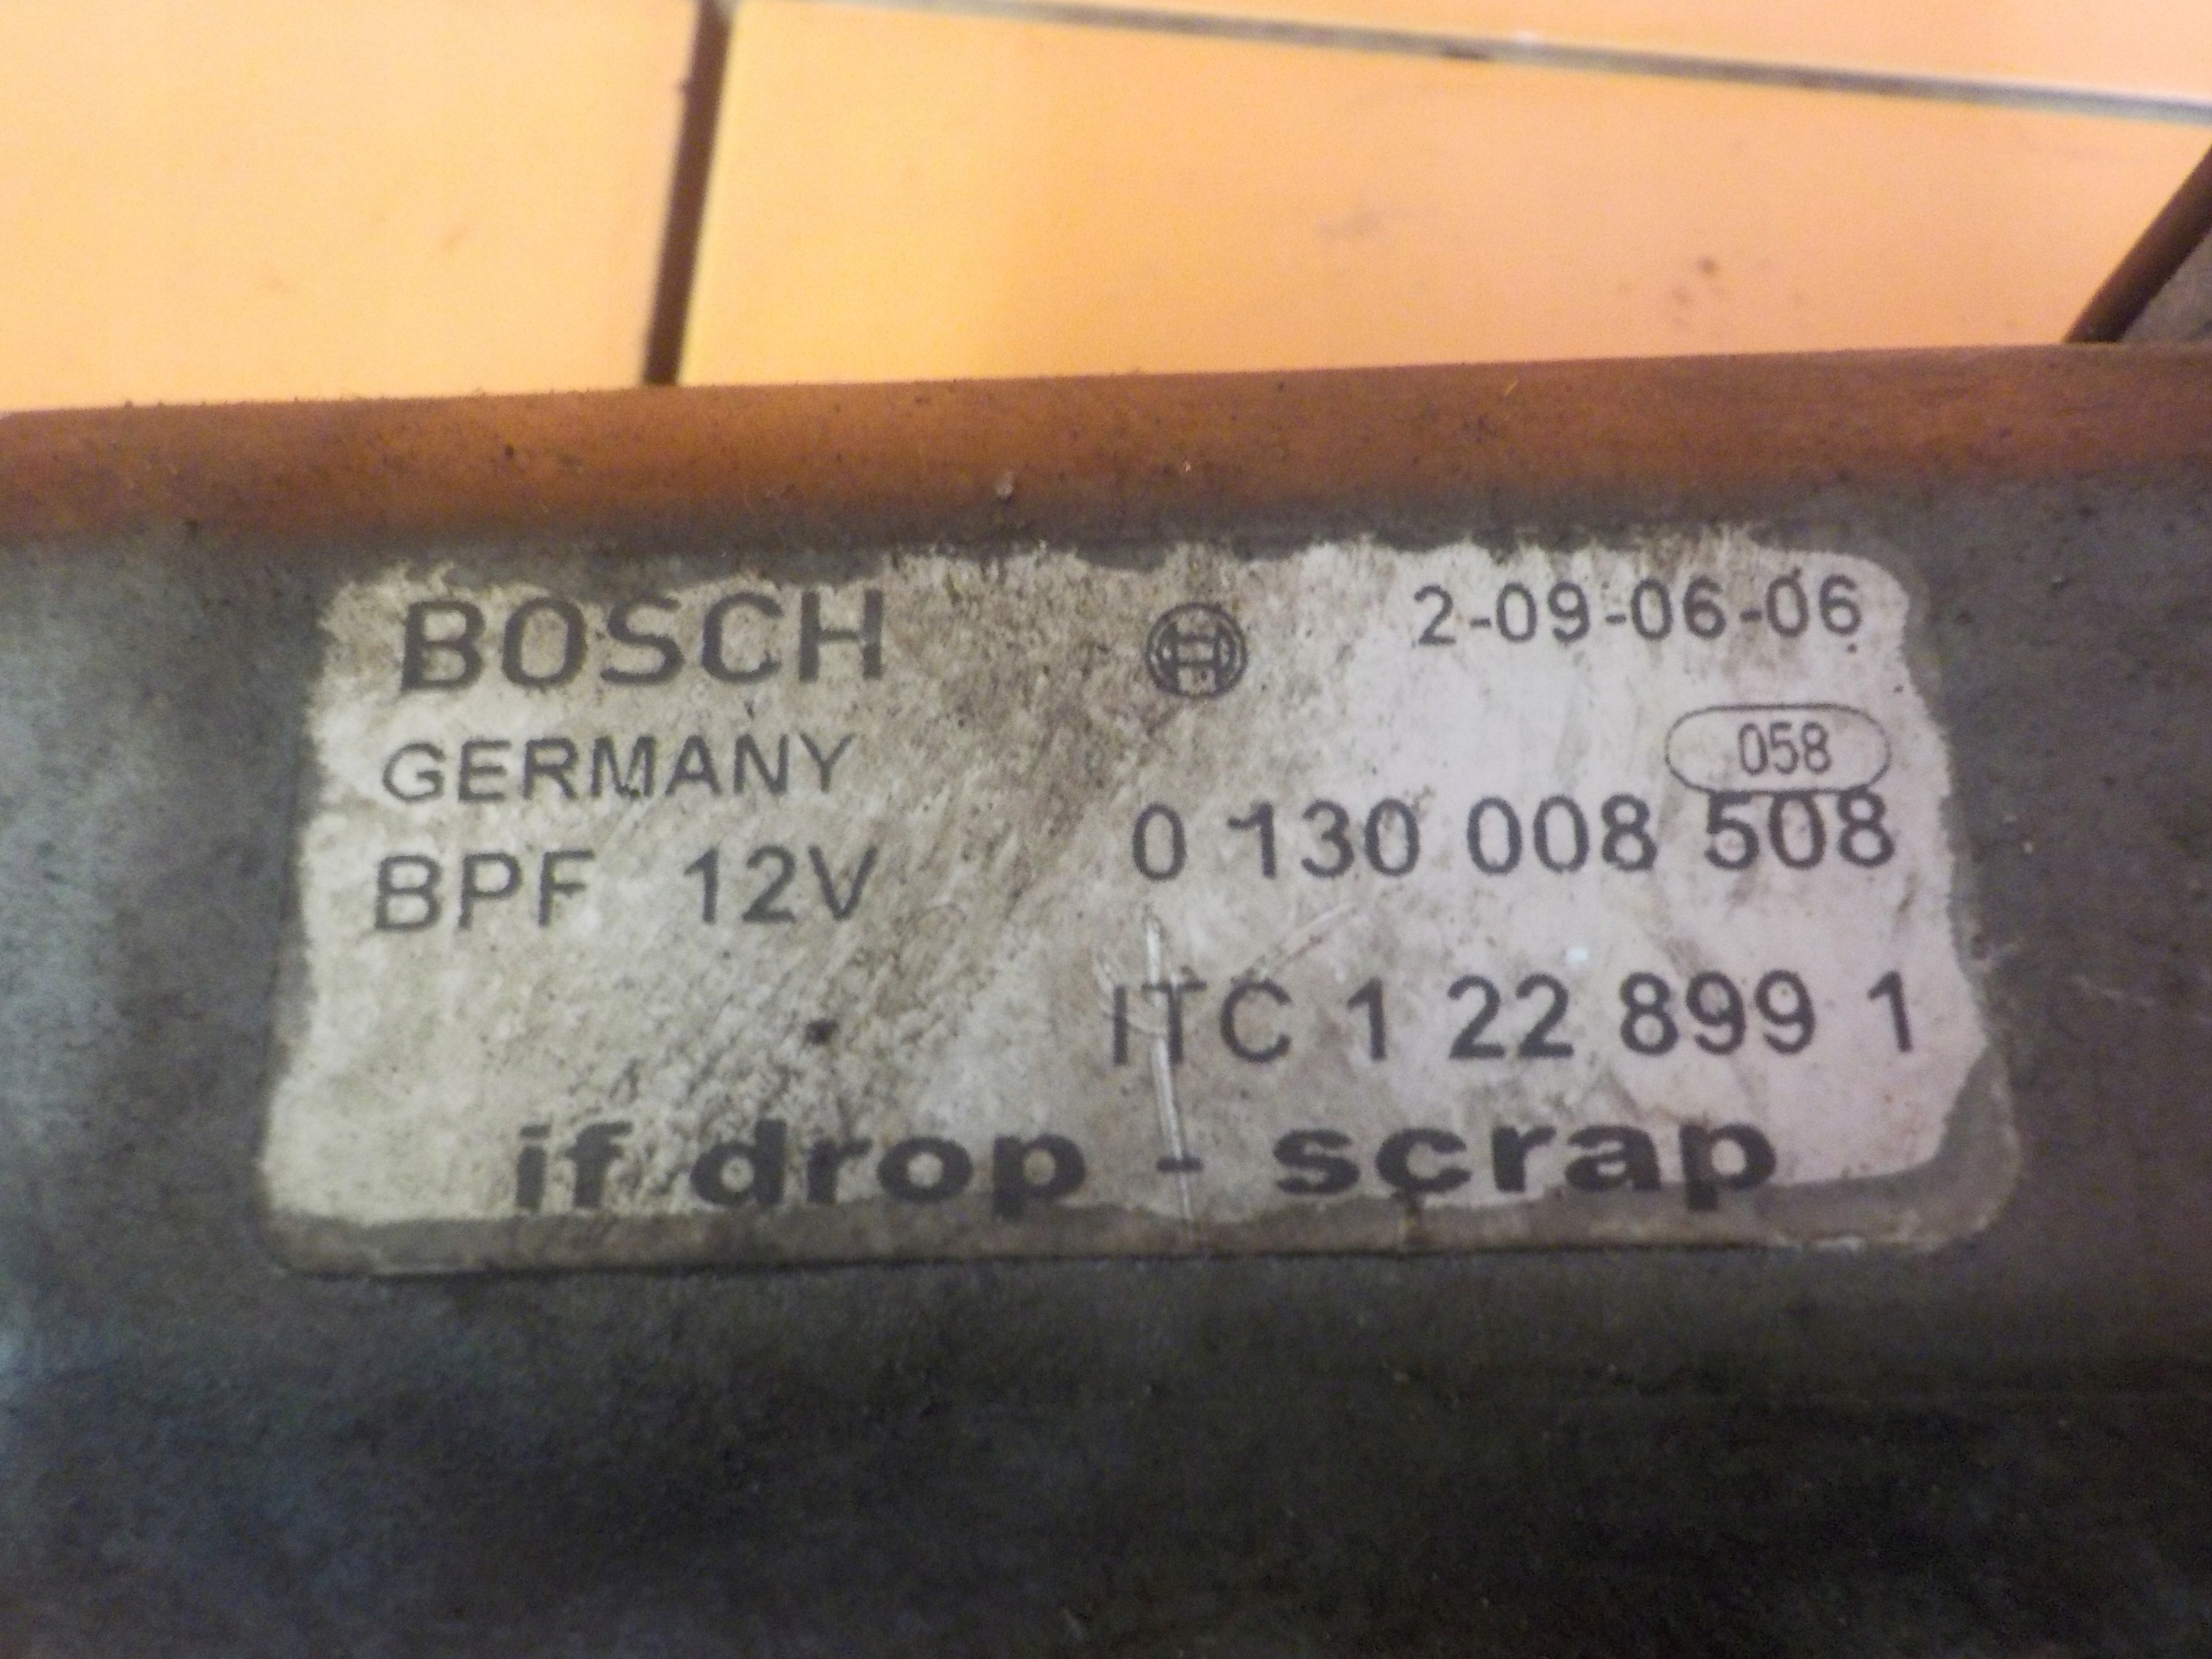 BOSCH 2-09-06-06
GERMANY 058
BPF 12V 0 130 008 508
ITC 1 22 899 1
if drop - scrap